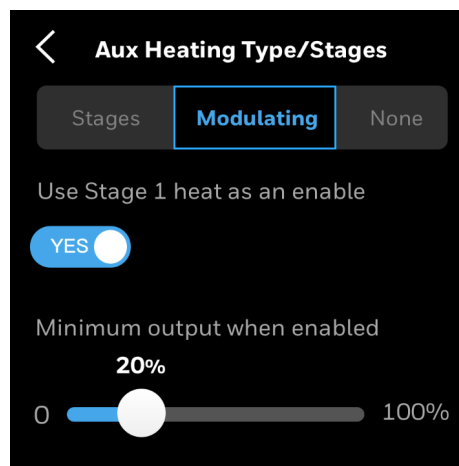 Aux Heating Type/Stages
Stages Modulating None
Use Stage 1 heat as an enable
YES
Minimum output when enabled
20%
0 100%